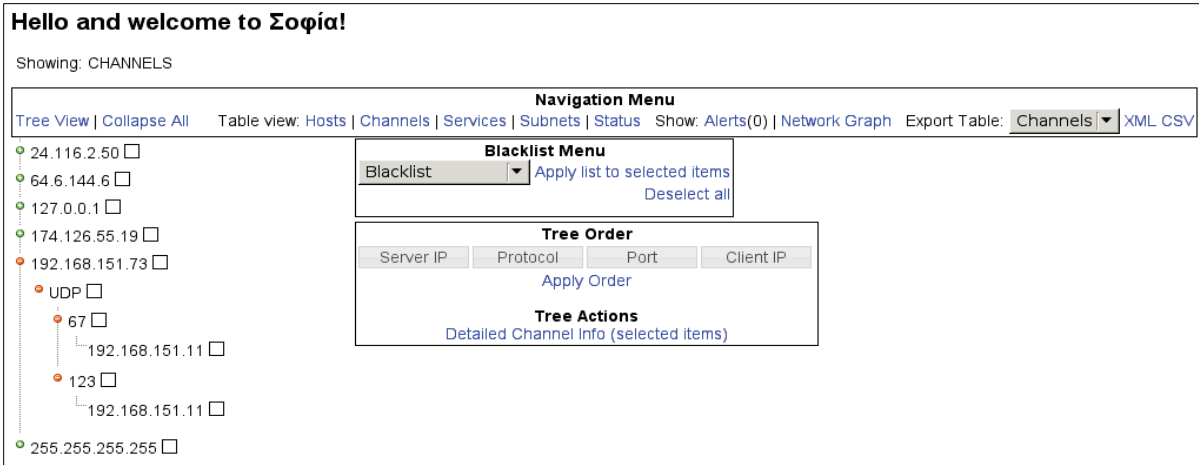 Hello and welcome to Σοφία!
Showing: CHANNELS
Navigation Menu
Tree View | Collapse All Table view: Hosts | Channels | Services | Subnets | Status Show: Alerts(0) | Network Graph Export Table: Channels XML CSV
24.116.2.50
64.6.144.6
127.0.0.1
174.126.55.19
192.168.151.73
UDP
67
192.168.151.11
123
192.168.151.11
255.255.255.255
Blacklist Menu
Blacklist Apply list to selected items
Deselect all
Tree Order
Server IP Protocol Port Client IP
Apply Order
Tree Actions
Detailed Channel Info (selected items)